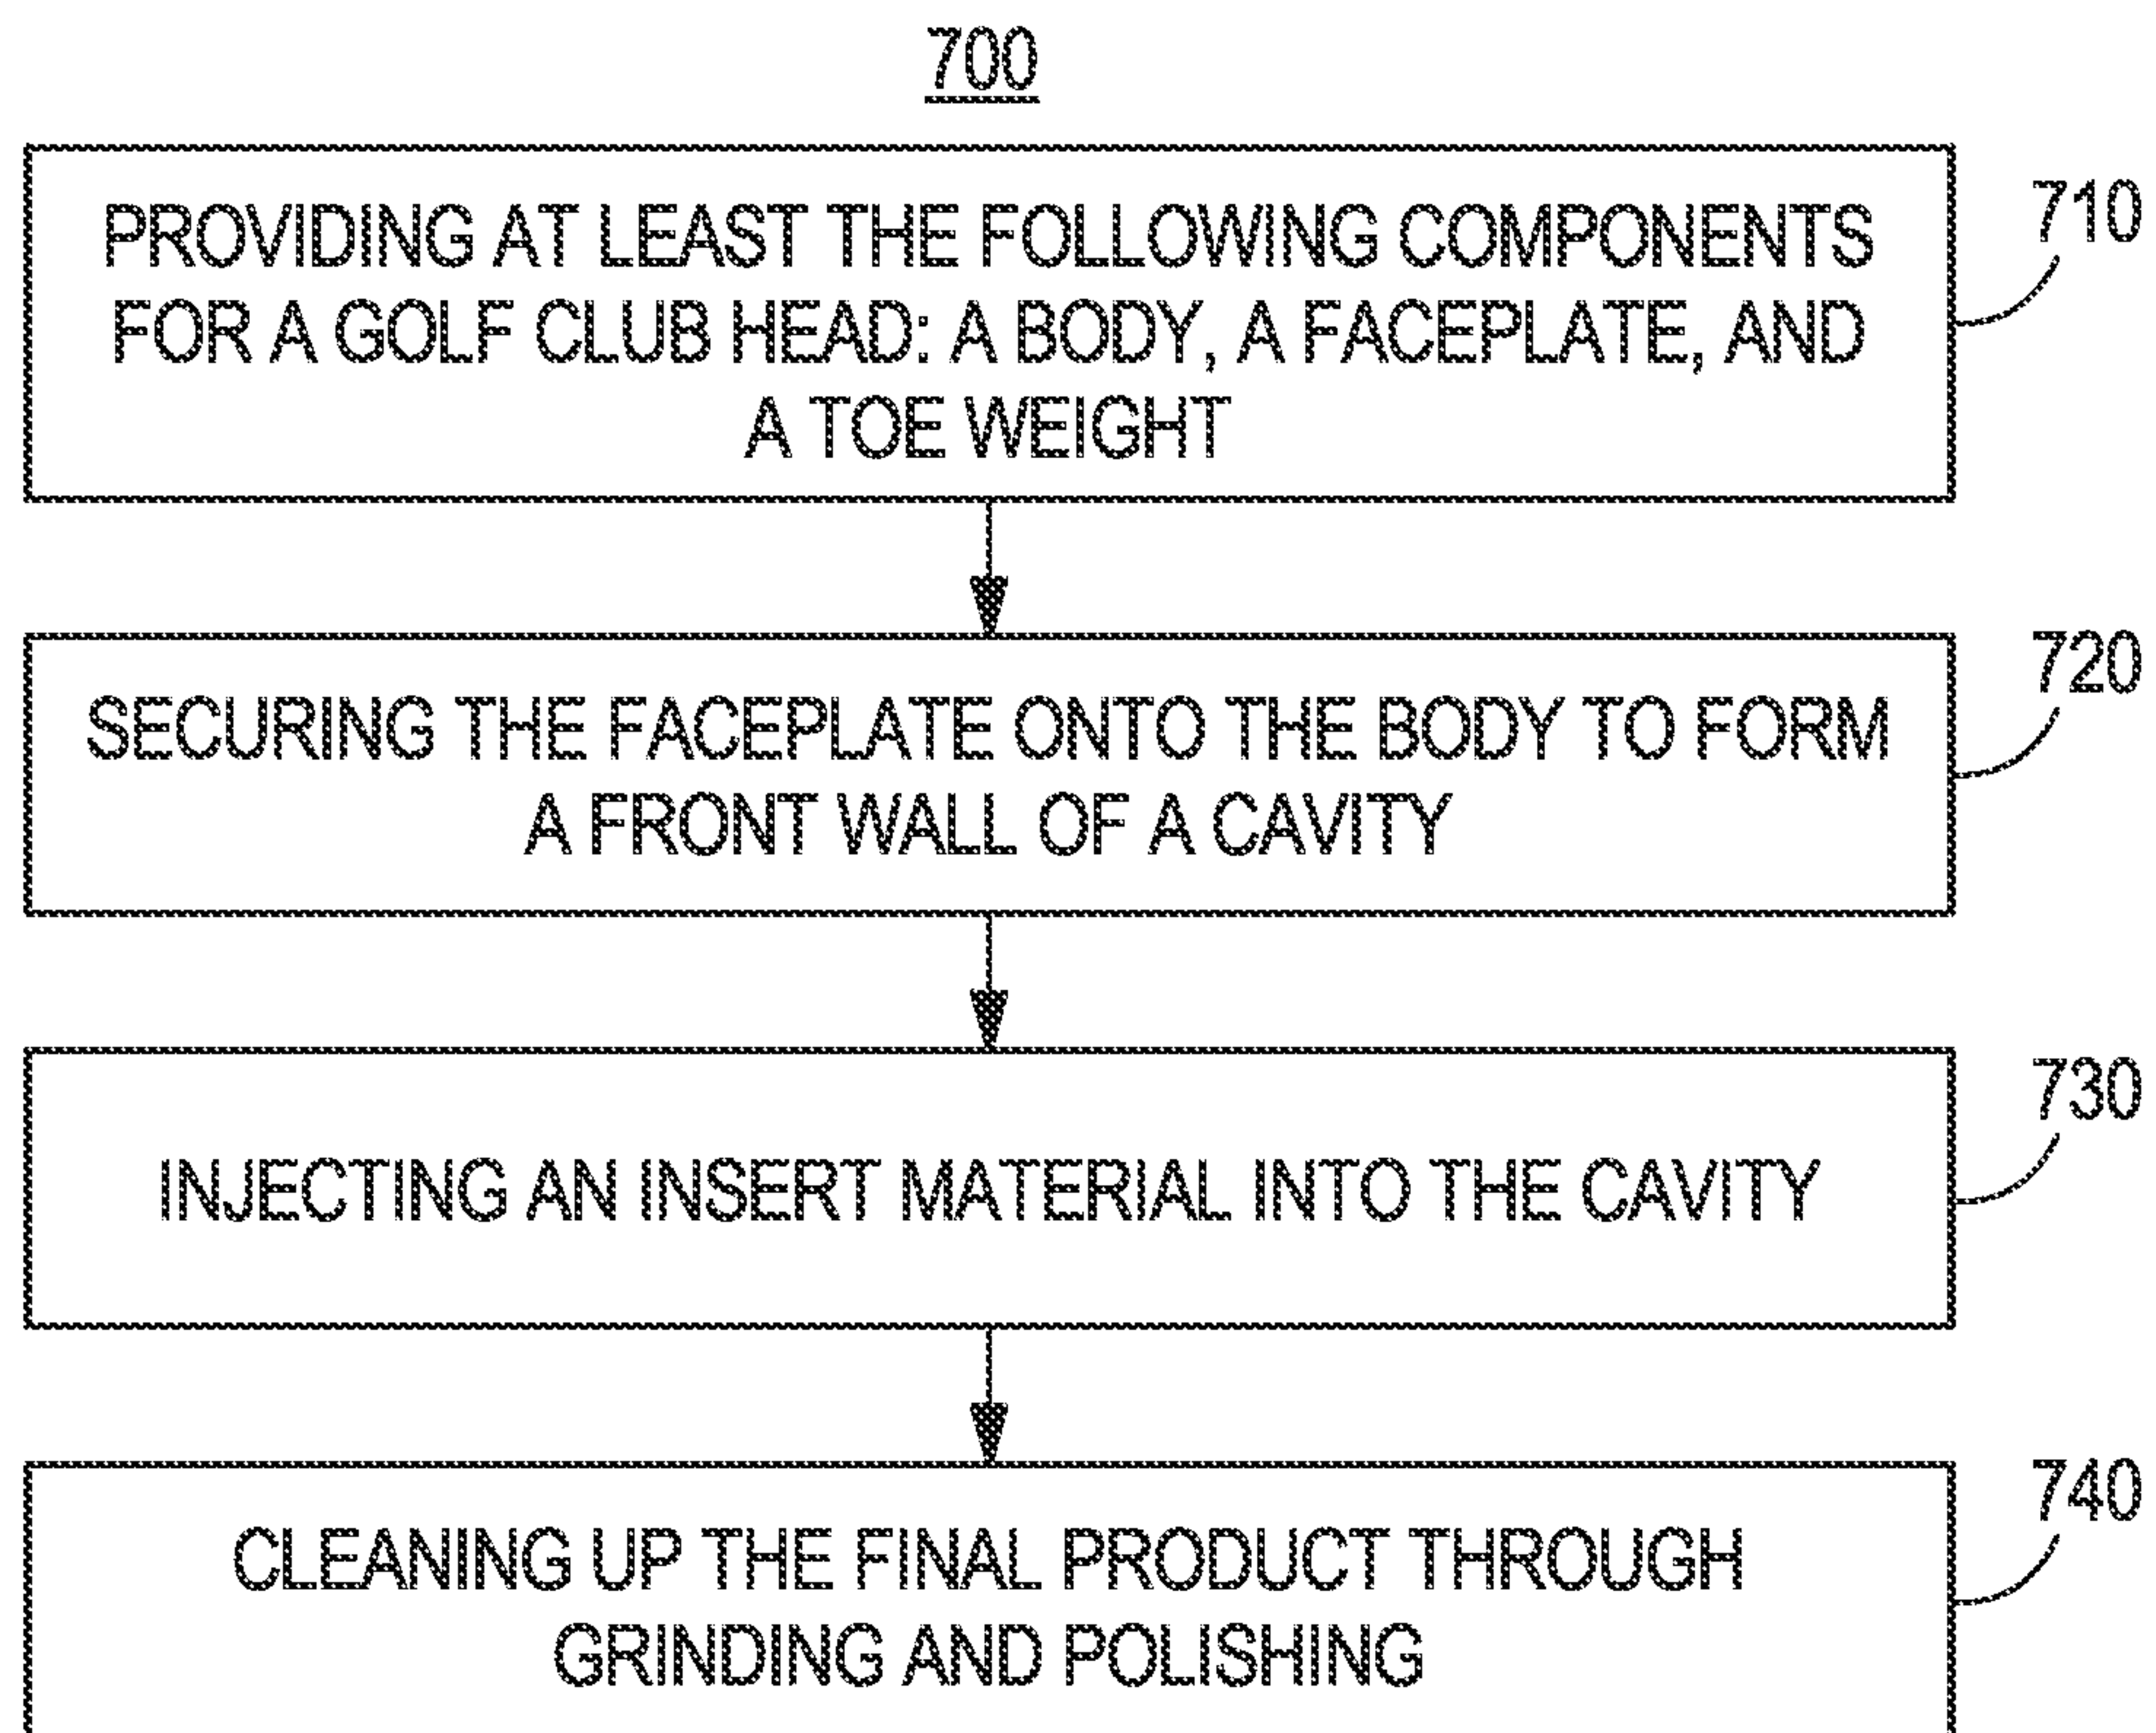 700
PROVIDING AT LEAST THE FOLLOWING COMPONENTS
FOR A GOLF CLUB HEAD: A BODY, A FACEPLATE, AND
A TOE WEIGHT
710
SECURING THE FACEPLATE ONTO THE BODY TO FORM
A FRONT WALL OF A CAVITY
720
INJECTING AN INSERT MATERIAL INTO THE CAVITY
730
CLEANING UP THE FINAL PRODUCT THROUGH
GRINDING AND POLISHING
740